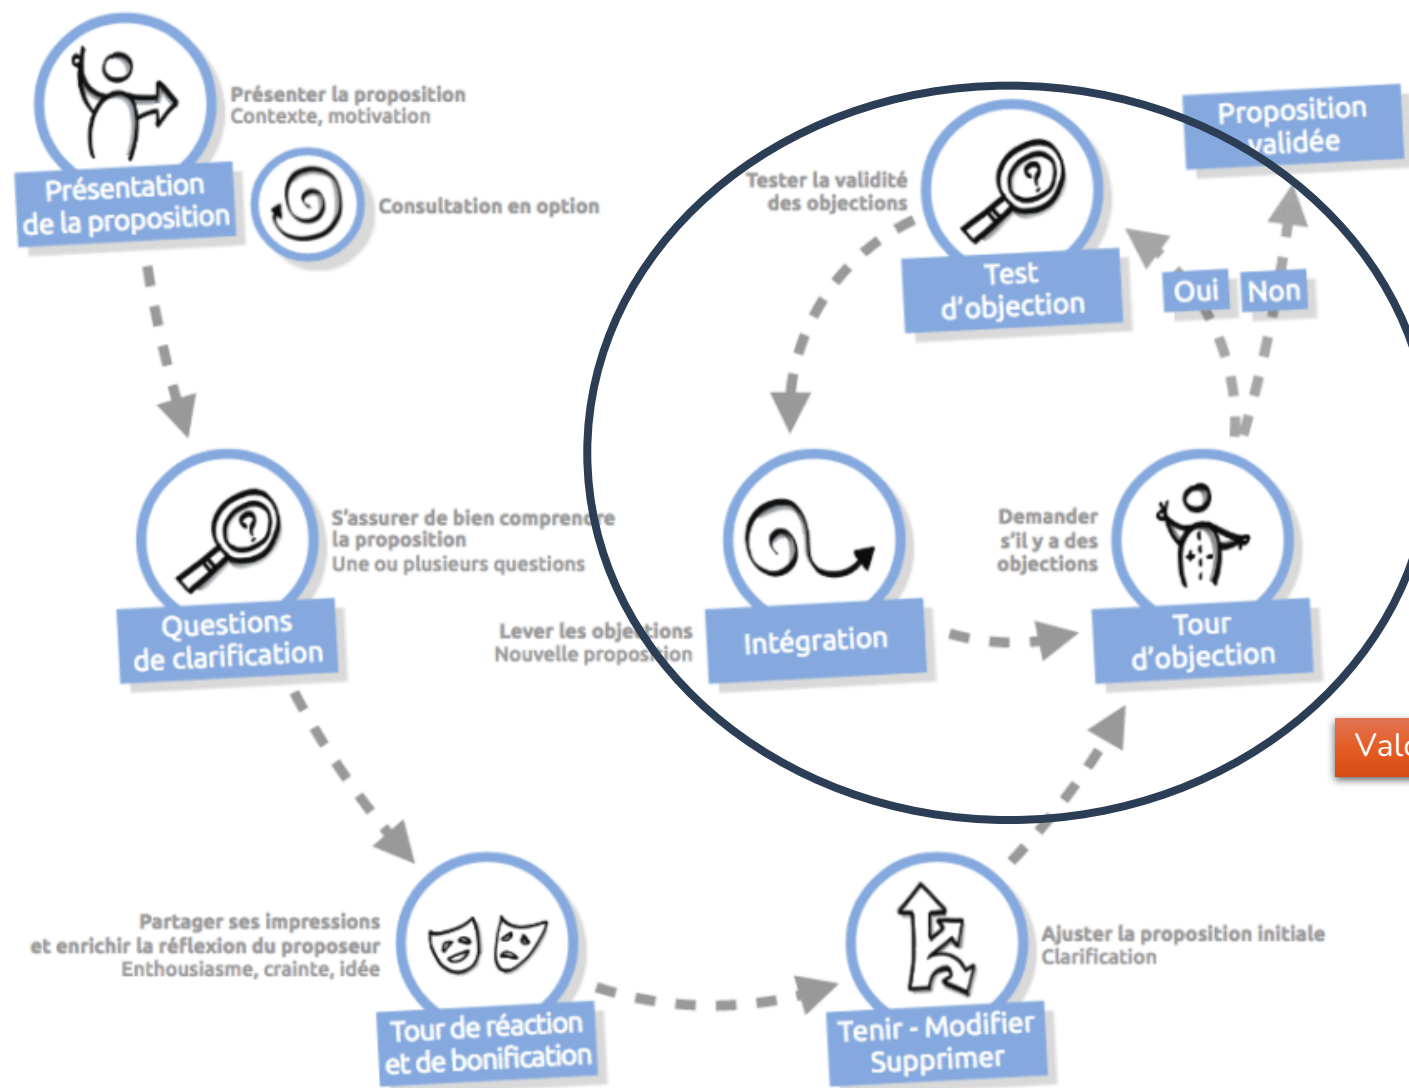 Présenter la proposition
Contexte, motivation
Présentation
de la proposition
Consultation en option
S'assurer de bien comprendre
la proposition
Une ou plusieurs questions
Questions
de clarification
Partager ses impressions
et enrichir la réflexion du proposeur
Enthousiasme, crainte, idée
Tour de réaction
et de bonification
Ajuster la proposition initiale
Clarification
Tenir - Modifier
Supprimer
Demander
s'il y a des
objections
Tour
d'objection
Oui
Non
Proposition
validée
Tester la validité
des objections
Test
d'objection
Lever les objections
Nouvelle proposition
Intégration